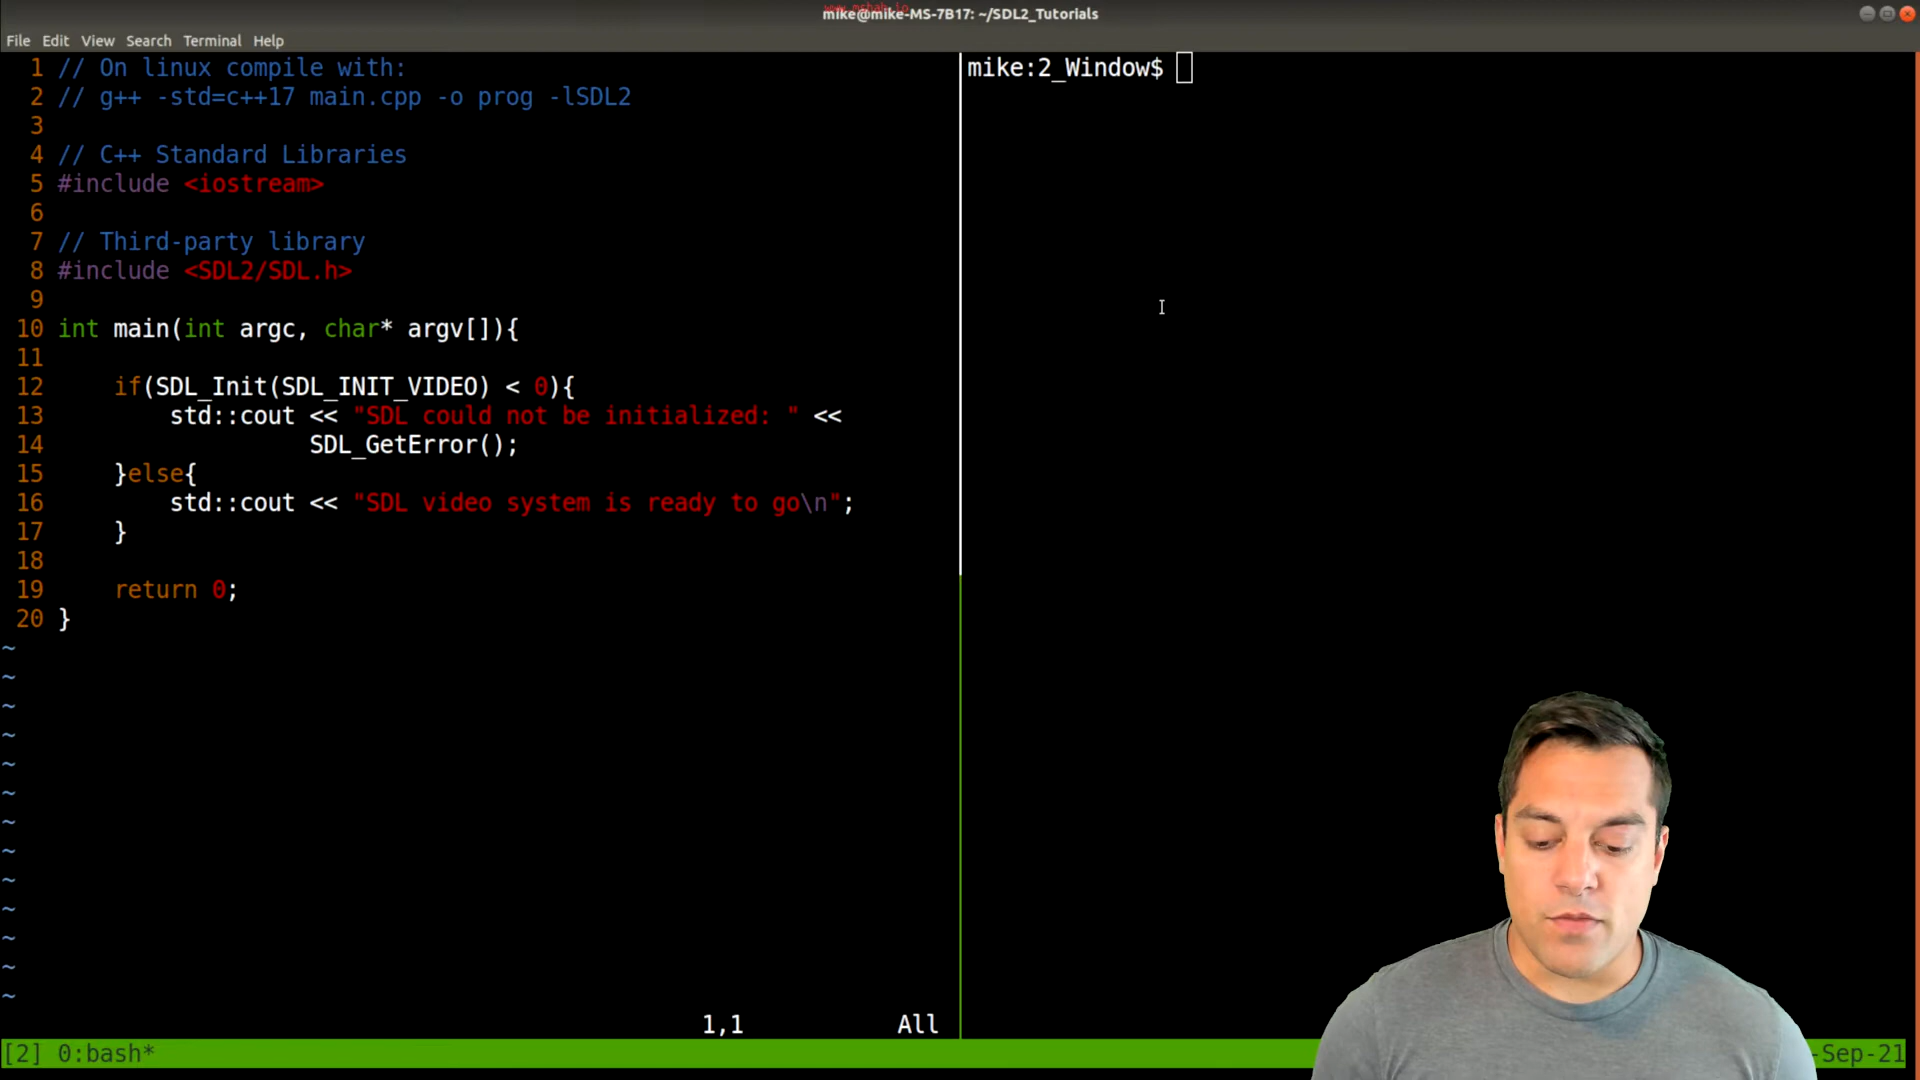 www.mshah.io
mike@mike-MS-7B17: ~/SDL2_Tutorials
File Edit View Search Terminal Help
1 // On linux compile with:
2 // g++ -std=c++17 main.cpp -o prog -lSDL2
3
4 // C++ Standard Libraries
5 #include <iostream>
6
7 // Third-party library
8 #include <SDL2/SDL.h>
9
10 int main(int argc, char* argv[]){
11
12 if(SDL_Init(SDL_INIT_VIDEO) < 0){
13 std::cout << "SDL could not be initialized: " <<
14 SDL_GetError();
15 }else{
16 std::cout << "SDL video system is ready to go\n";
17 }
18
19 return 0;
20 }
~
~
~
~
~
~
~
~
~
~
~
~
~
1,1 All
mike:2_Window$
[2] 0:bash*
-Sep-21